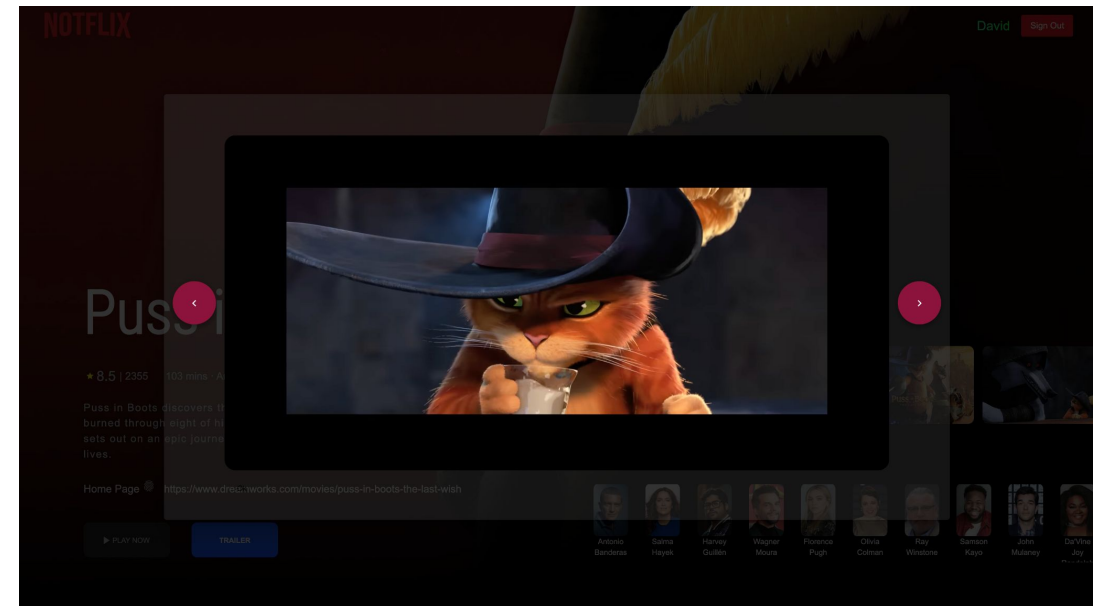 NOTFLIX
David
Sign Out
Puss i
★ 8.5 | 2355 103 mins A
Puss in Boots discovers th
burned through eight of hi
sets out on an epic journe
lives.
Home Page https://www.dreamworks.com/movies/puss-in-boots-the-last-wish
▶ PLAY NOW
TRAILER
Antonio Banderas
Salma Hayek
Harvey Guillén
Wagner Moura
Florence Pugh
Olivia Colman
Ray Winstone
Samson Kayo
John Mulaney
Da'Vine Joy